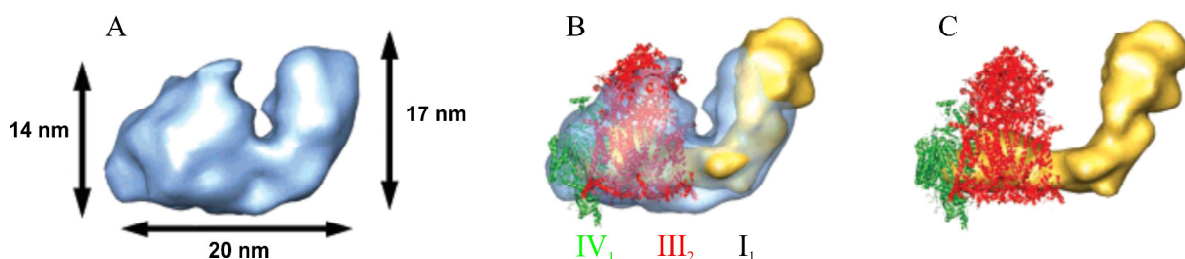 A
B
C
14 nm
17 nm
20 nm
IV₁ III₂ I₁